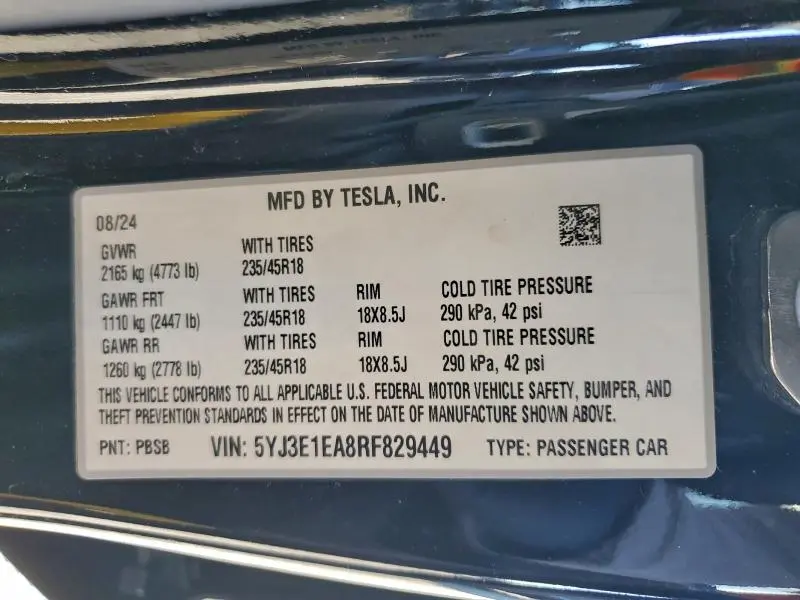 MFD BY TESLA, INC.
08/24
GVWR WITH TIRES
2165 kg (4773 lb) 235/45R18
GAWR FRT WITH TIRES RIM COLD TIRE PRESSURE
1110 kg (2447 lb) 235/45R18 18X8.5J 290 kPa, 42 psi
GAWR RR WITH TIRES RIM COLD TIRE PRESSURE
1260 kg (2778 lb) 235/45R18 18X8.5J 290 kPa, 42 psi
THIS VEHICLE CONFORMS TO ALL APPLICABLE U.S. FEDERAL MOTOR VEHICLE SAFETY, BUMPER, AND
THEFT PREVENTION STANDARDS IN EFFECT ON THE DATE OF MANUFACTURE SHOWN ABOVE.
PNT: PBSB VIN: 5YJ3E1EA8RF829449 TYPE: PASSENGER CAR